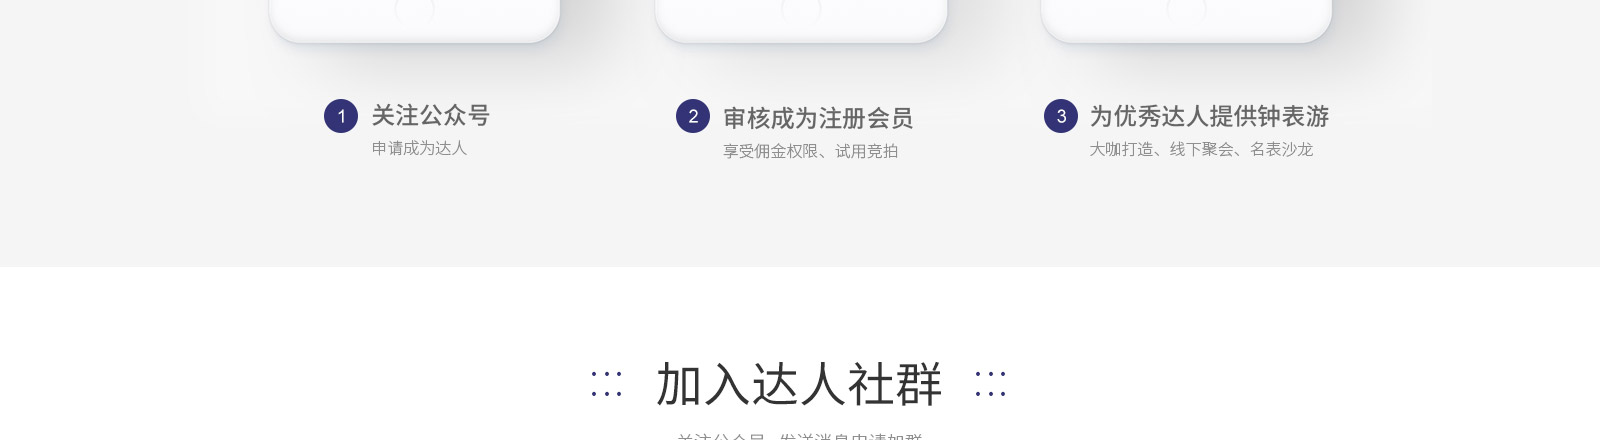 1 关注公众号
申请成为达人
2 审核成为注册会员
享受佣金权限、试用竞拍
3 为优秀达人提供钟表游
大咖打造、线下聚会、名表沙龙
加入达人社群